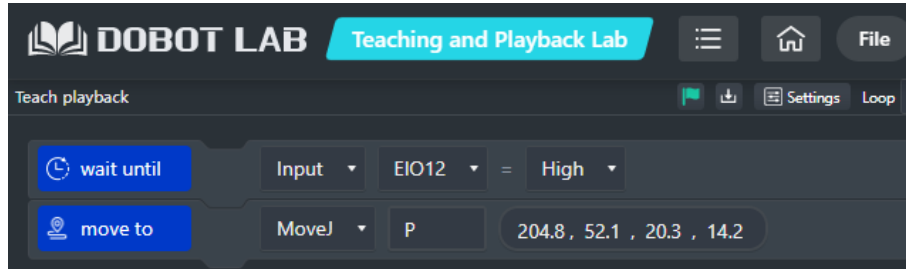 DOBOT LAB Teaching and Playback Lab File
Teach playback Settings Loop
wait until Input EIO12 = High
move to MoveJ P 204.8 , 52.1 , 20.3 , 14.2